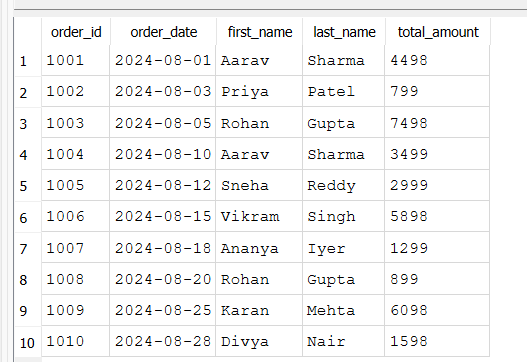 order_id order_date first_name last_name total_amount
1 1001 2024-08-01 Aarav Sharma 4498
2 1002 2024-08-03 Priya Patel 799
3 1003 2024-08-05 Rohan Gupta 7498
4 1004 2024-08-10 Aarav Sharma 3499
5 1005 2024-08-12 Sneha Reddy 2999
6 1006 2024-08-15 Vikram Singh 5898
7 1007 2024-08-18 Ananya Iyer 1299
8 1008 2024-08-20 Rohan Gupta 899
9 1009 2024-08-25 Karan Mehta 6098
10 1010 2024-08-28 Divya Nair 1598